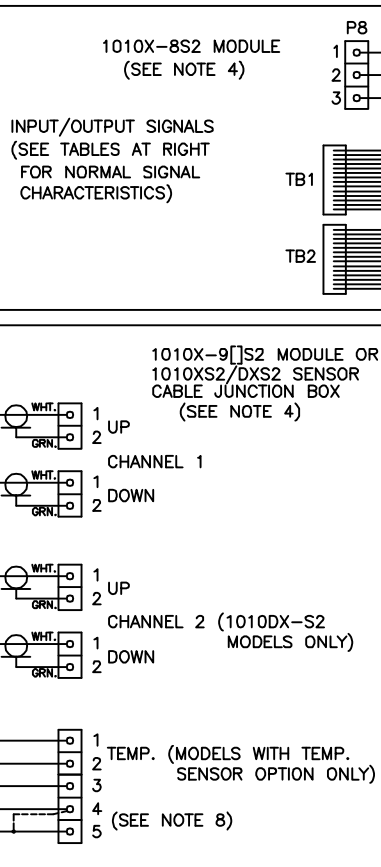 1010X-8S2 MODULE
(SEE NOTE 4)
P8
1
2
3
INPUT/OUTPUT SIGNALS
(SEE TABLES AT RIGHT
FOR NORMAL SIGNAL
CHARACTERISTICS)
TB1
TB2
1010X-9[]S2 MODULE OR
1010XS2/DXS2 SENSOR
CABLE JUNCTION BOX
(SEE NOTE 4)
WHT. 1
UP
GRN. 2
CHANNEL 1
WHT. 1
DOWN
GRN. 2
WHT. 1
UP
GRN. 2
CHANNEL 2 (1010DX-S2
MODELS ONLY)
WHT. 1
DOWN
GRN. 2
1
TEMP. (MODELS WITH TEMP.
2
SENSOR OPTION ONLY)
3
4
(SEE NOTE 8)
5